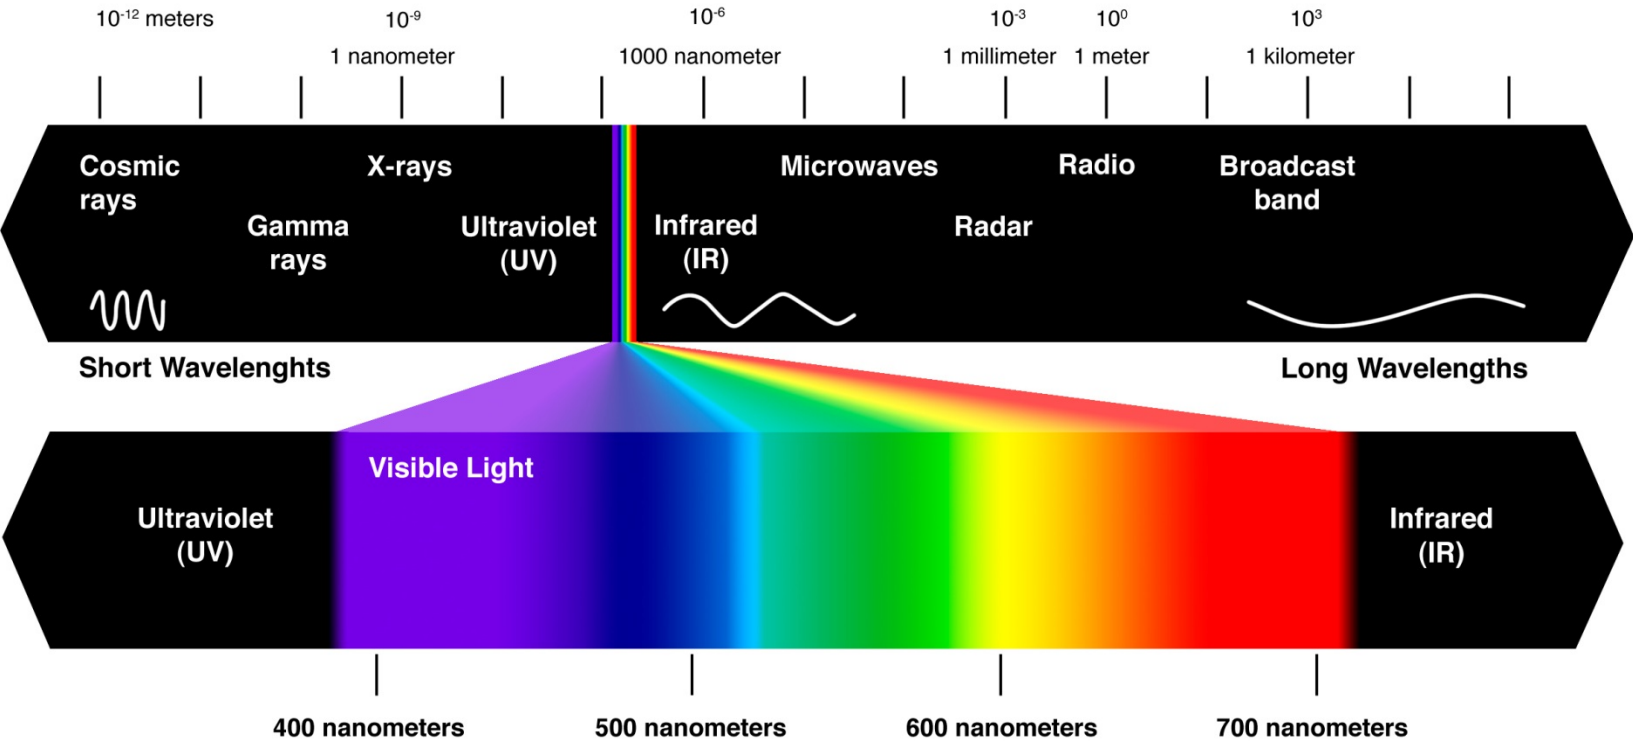 10⁻¹² meters
10⁻⁹
10⁻⁶
10⁻³
10⁰
10³
1 nanometer
1000 nanometer
1 millimeter
1 meter
1 kilometer
Cosmic
rays
Gamma
rays
X-rays
Ultraviolet
(UV)
Infrared
(IR)
Microwaves
Radar
Radio
Broadcast
band
Short Wavelenghts
Long Wavelengths
Visible Light
Ultraviolet
(UV)
Infrared
(IR)
400 nanometers
500 nanometers
600 nanometers
700 nanometers